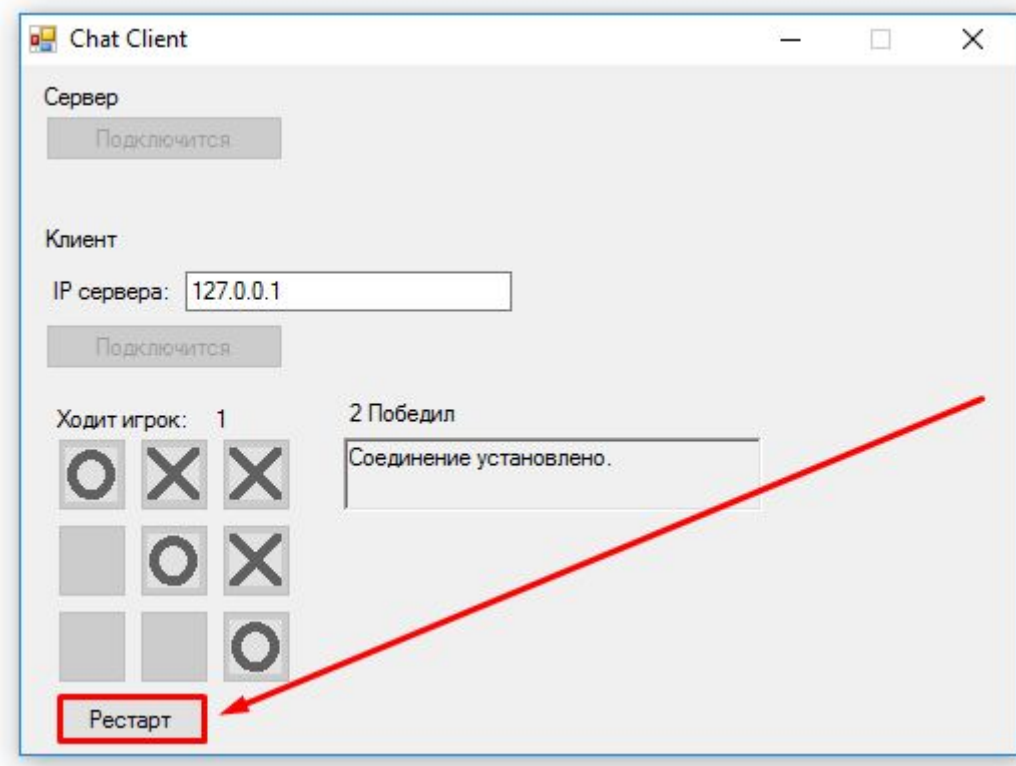 Chat Client
Сервер
Подключится
Клиент
IP сервера: 127.0.0.1
Подключится
Ходит игрок: 1
2 Победил
Соединение установлено.
Рестарт